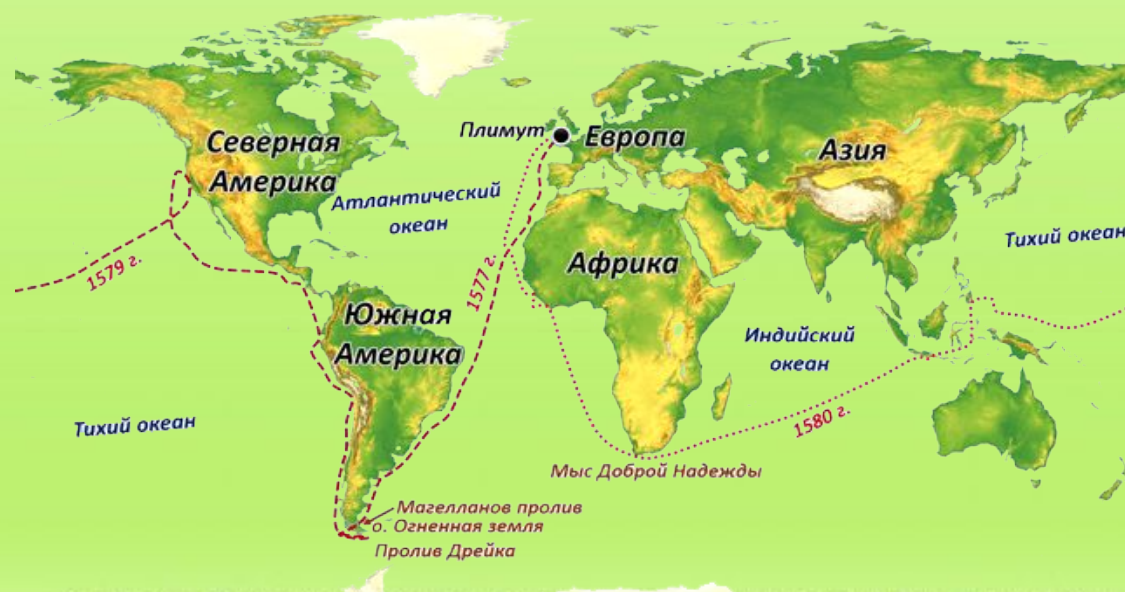 Плимут
Европа
Северная
Америка
Азия
Атлантический
океан
Тихий океан
Африка
1579 г.
1577 г.
Южная
Америка
Индийский
океан
Тихий океан
1580 г.
Мыс Доброй Надежды
Магелланов пролив
о. Огненная земля
Пролив Дрейка